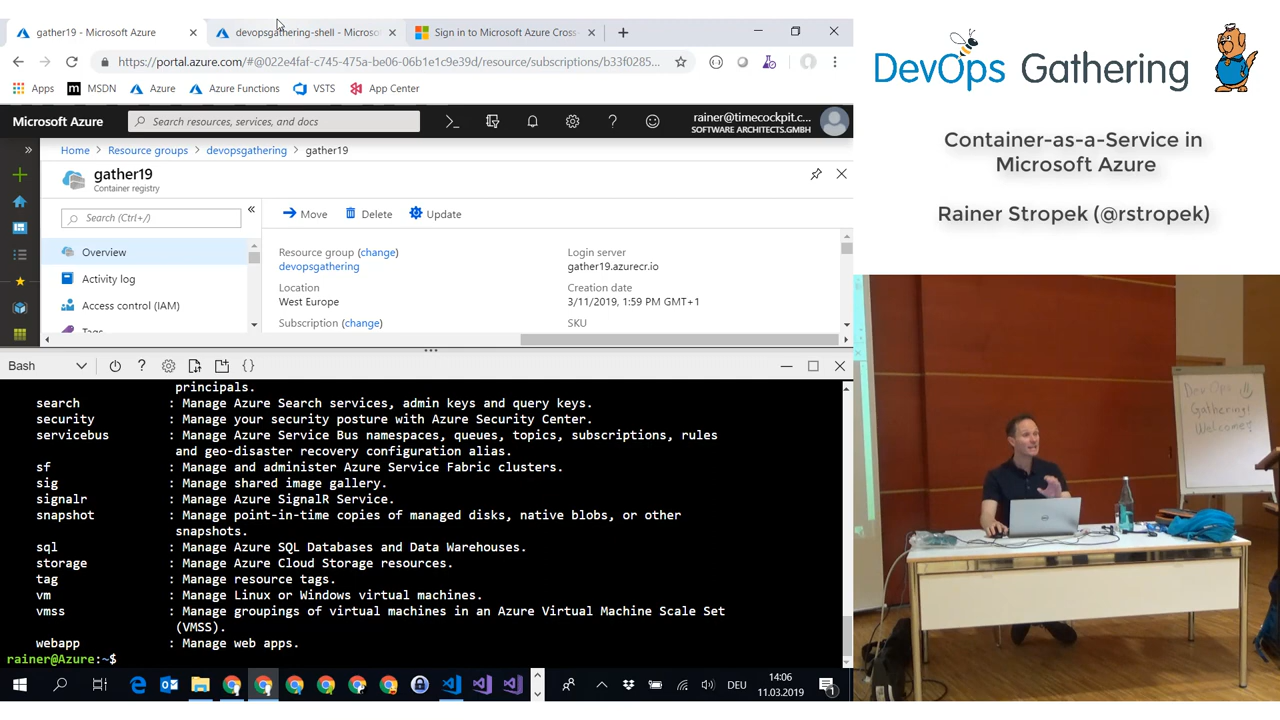 gather19 - Microsoft Azure
devopsgathering-shell - Microso
Sign in to Microsoft Azure Cross-
https://portal.azure.com/#@022e4faf-c745-475a-be06-06b1e1c9e39d/resource/subscriptions/b33f0285...
Apps
MSDN
Azure
Azure Functions
VSTS
App Center
Microsoft Azure
Search resources, services, and docs
rainer@timecockpit.c...
SOFTWARE ARCHITECTS.GMBH
Home > Resource groups > devopsgathering > gather19
gather19
Container registry
Search (Ctrl+/)
Overview
Activity log
Access control (IAM)
Tags
Move
Delete
Update
Resource group (change)
devopsgathering
Location
West Europe
Subscription (change)
Login server
gather19.azurecr.io
Creation date
3/11/2019, 1:59 PM GMT+1
SKU
Bash
principals.
search : Manage Azure Search services, admin keys and query keys.
security : Manage your security posture with Azure Security Center.
servicebus : Manage Azure Service Bus namespaces, queues, topics, subscriptions, rules
and geo-disaster recovery configuration alias.
sf : Manage and administer Azure Service Fabric clusters.
sig : Manage shared image gallery.
signalr : Manage Azure SignalR Service.
snapshot : Manage point-in-time copies of managed disks, native blobs, or other
snapshots.
sql : Manage Azure SQL Databases and Data Warehouses.
storage : Manage Azure Cloud Storage resources.
tag : Manage resource tags.
vm : Manage Linux or Windows virtual machines.
vmss : Manage groupings of virtual machines in an Azure Virtual Machine Scale Set
(VMSS).
webapp : Manage web apps.
rainer@Azure:~$
DEU
14:06
11.03.2019
1
DevOps Gathering
Container-as-a-Service in
Microsoft Azure
Rainer Stropek (@rstropek)
DevOps
Gathering!
Welcome!
DELL